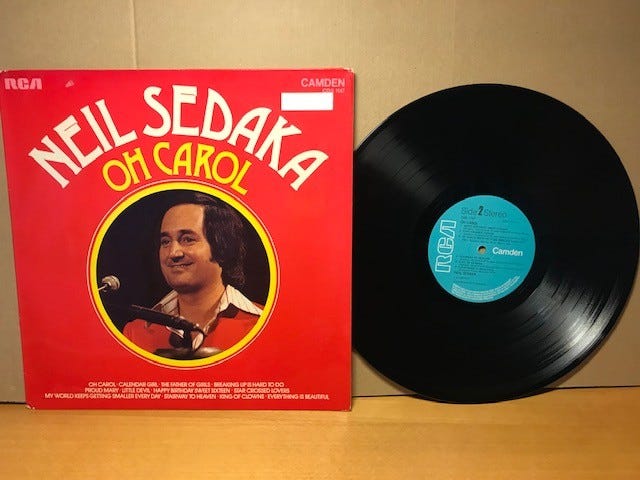 RCA
CAMDEN
NEIL SEDAKA
OH CAROL
OH CAROL · CALENDAR GIRL · THE FATHER OF GIRLS · BREAKING UP IS HARD TO DO
PROUD MARY · LITTLE DEVIL · HAPPY BIRTHDAY SWEET SIXTEEN · STAR CROSSED LOVERS
MY WORLD KEEPS GETTING SMALLER EVERY DAY · STAIRWAY TO HEAVEN · KING OF CLOWNS · EVERYTHING IS BEAUTIFUL
Side 2 Stereo
RCA
Camden